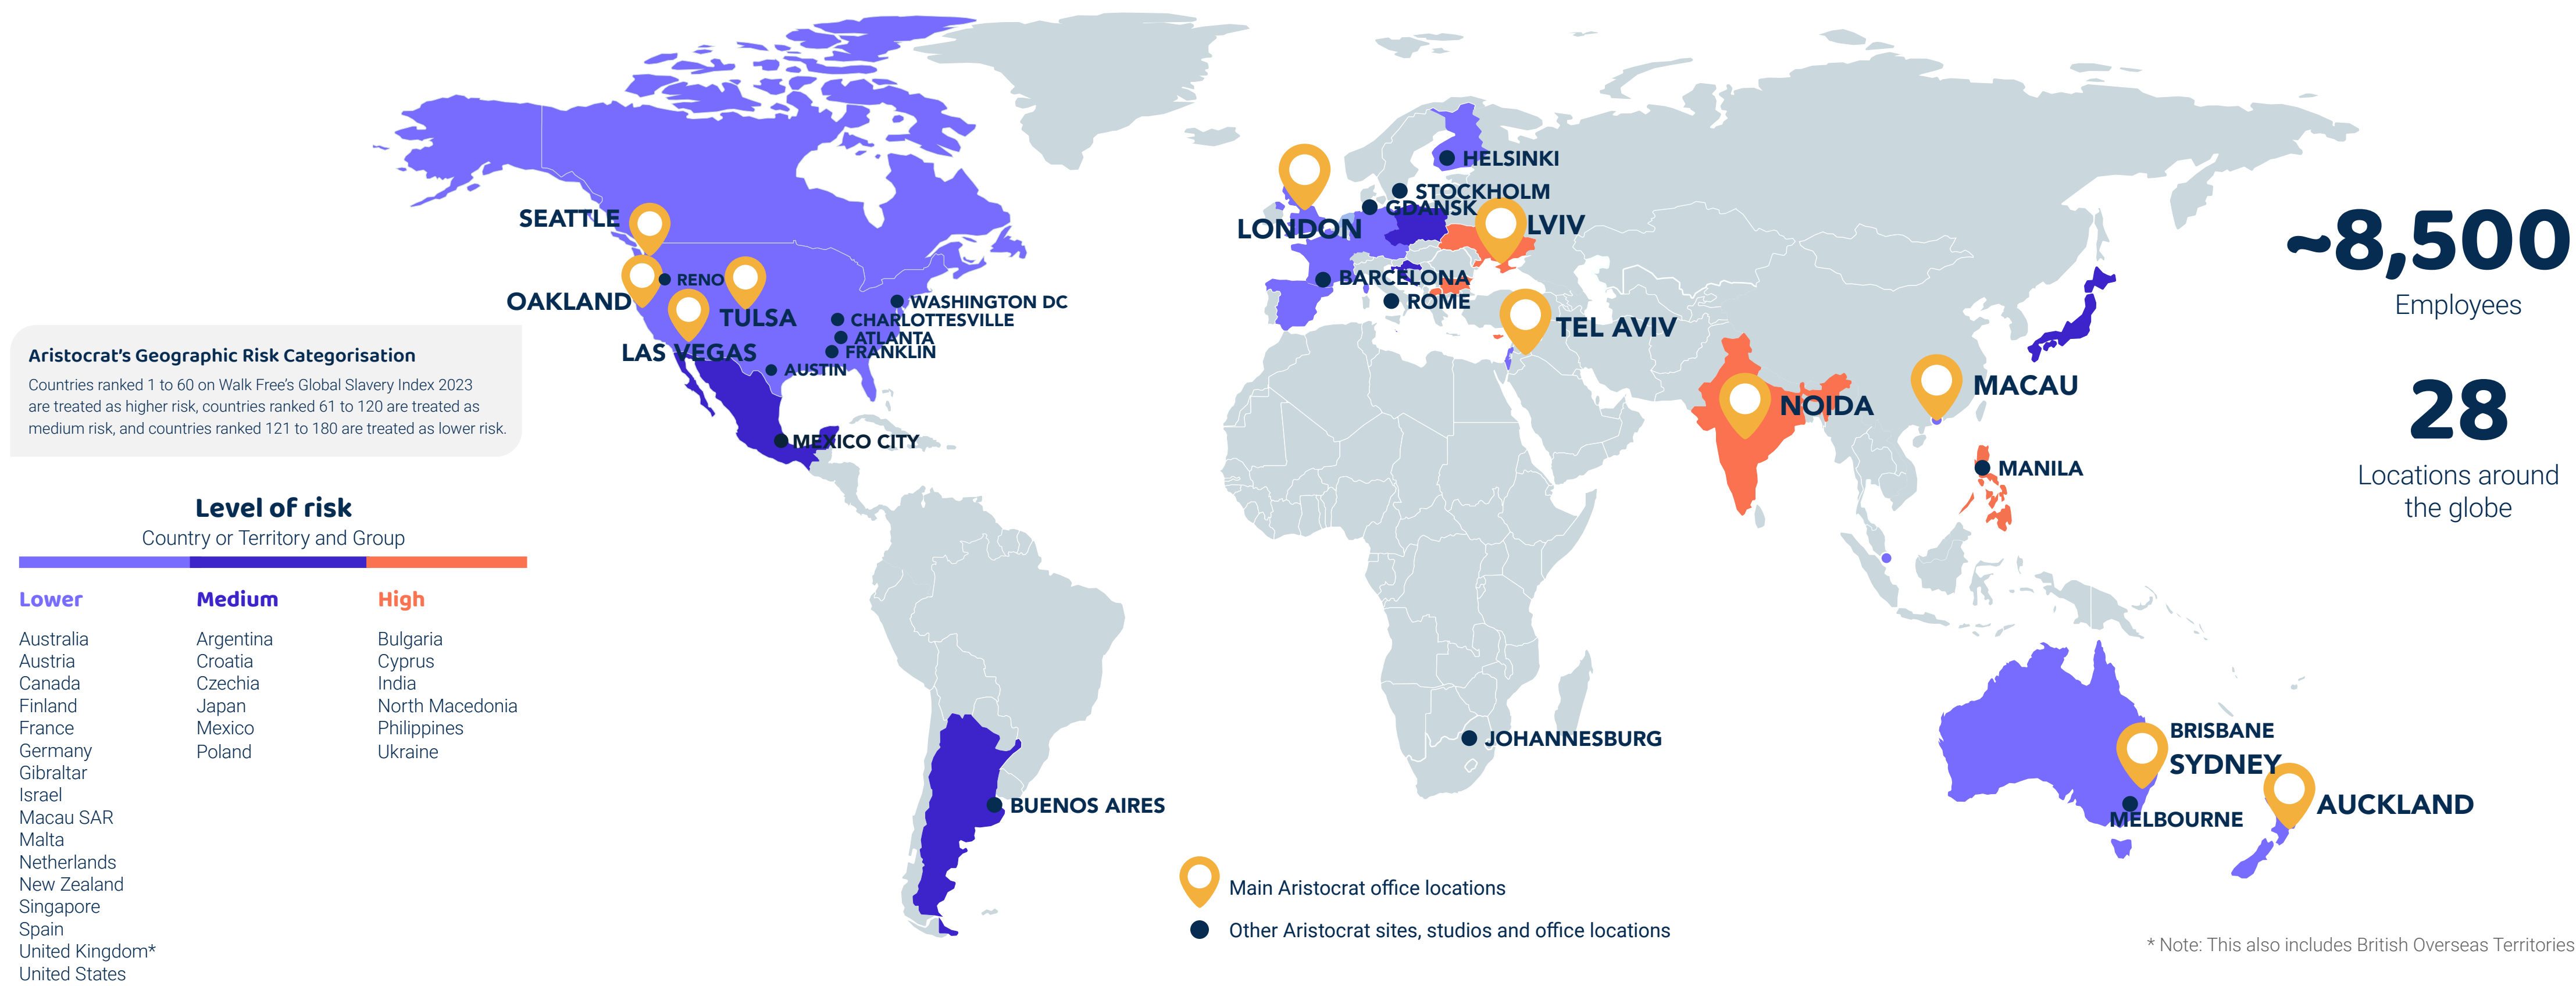 HELSINKI
STOCKHOLM
GDANSK
LONDON
LVIV
SEATTLE
BARCELONA
ROME
RENO
OAKLAND
TULSA
WASHINGTON DC
CHARLOTTESVILLE
ATLANTA
FRANKLIN
LAS VEGAS
AUSTIN
TEL AVIV
MACAU
NOIDA
MEXICO CITY
MANILA
JOHANNESBURG
BUENOS AIRES
BRISBANE
SYDNEY
MELBOURNE
AUCKLAND
~8,500
Employees
28
Locations around
the globe
Aristocrat's Geographic Risk Categorisation
Countries ranked 1 to 60 on Walk Free's Global Slavery Index 2023
are treated as higher risk, countries ranked 61 to 120 are treated as
medium risk, and countries ranked 121 to 180 are treated as lower risk.
Level of risk
Country or Territory and Group
Lower
Australia
Austria
Canada
Finland
France
Germany
Gibraltar
Israel
Macau SAR
Malta
Netherlands
New Zealand
Singapore
Spain
United Kingdom*
United States
Medium
Argentina
Croatia
Czechia
Japan
Mexico
Poland
High
Bulgaria
Cyprus
India
North Macedonia
Philippines
Ukraine
Main Aristocrat office locations
Other Aristocrat sites, studios and office locations
* Note: This also includes British Overseas Territories